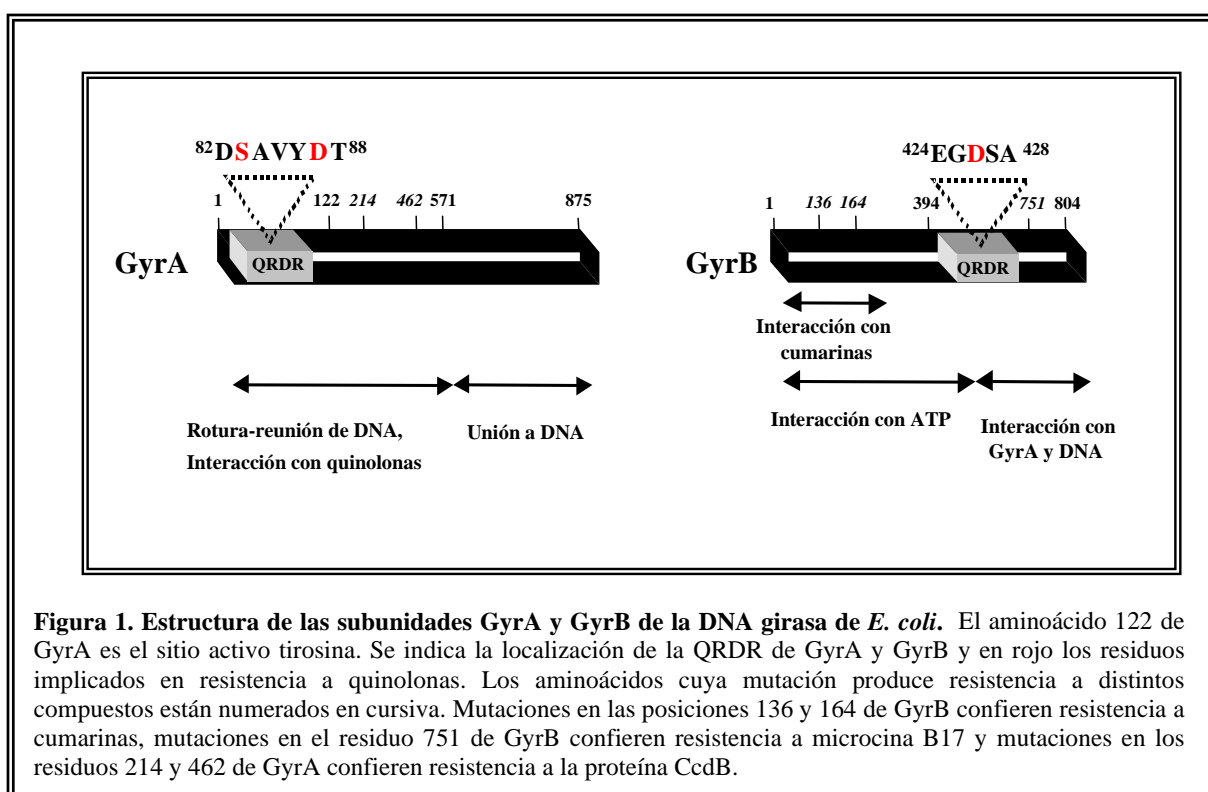 82DSAVYDT88
424EGDSA 428
1 122 214 462 571 875
1 136 164 394 751 804
GyrA QRDR
GyrB QRDR
Interacción con
cumarinas
Rotura-reunión de DNA,
Interacción con quinolonas
Unión a DNA
Interacción con ATP
Interacción con
GyrA y DNA
Figura 1. Estructura de las subunidades GyrA y GyrB de la DNA girasa de E. coli. El aminoácido 122 de
GyrA es el sitio activo tirosina. Se indica la localización de la QRDR de GyrA y GyrB y en rojo los residuos
implicados en resistencia a quinolonas. Los aminoácidos cuya mutación produce resistencia a distintos
compuestos están numerados en cursiva. Mutaciones en las posiciones 136 y 164 de GyrB confieren resistencia a
cumarinas, mutaciones en el residuo 751 de GyrB confieren resistencia a microcina B17 y mutaciones en los
residuos 214 y 462 de GyrA confieren resistencia a la proteína CcdB.